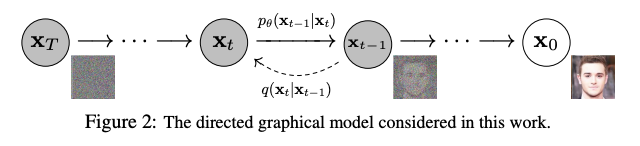 p_θ(x_{t−1}|x_t)
x_T ⟶ ⋯ ⟶ x_t ⟶ x_{t−1} ⟶ ⋯ ⟶ x_0
q(x_t|x_{t−1})
Figure 2: The directed graphical model considered in this work.